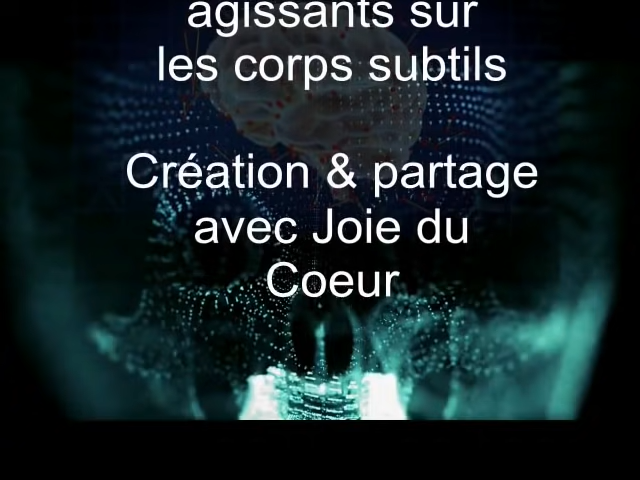 agissants sur
les corps subtils
Création & partage
avec Joie du
Coeur